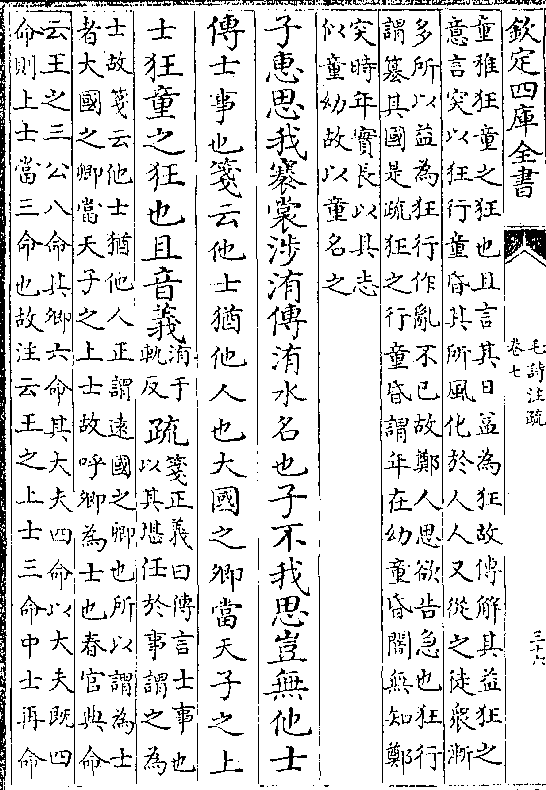 欽定四庫全書
毛詩注疏
卷七
三十六
童稚狂童之狂也且言其日益為狂故傳解其益狂之
意言突以狂行童昏其所風化於人人又從之徒衆漸
多所以益為狂行作亂不已故鄭人思欲告急也狂行
謂簒其國是疏狂之行童昏謂年在幼童昏闇無知鄭
突時年實長以其志
似童幼故以童名之
子恵思我褰裳涉洧傳洧水名也子不我思豈無他士
傳士事也箋云他士猶他人也大國之卿當天子之上
士狂童之狂也且音義
洧于
軌反
疏
箋正義曰傳言士事也
以其堪任於事謂之為
士故箋云他士猶他人正謂遠國之卿也所以謂為士
者大國之卿當天子之上士故呼卿為士也春官典命
云王之三公八命其卿六命其大夫四命以大夫既四
命則上士當三命也故注云王之上士三命中士再命